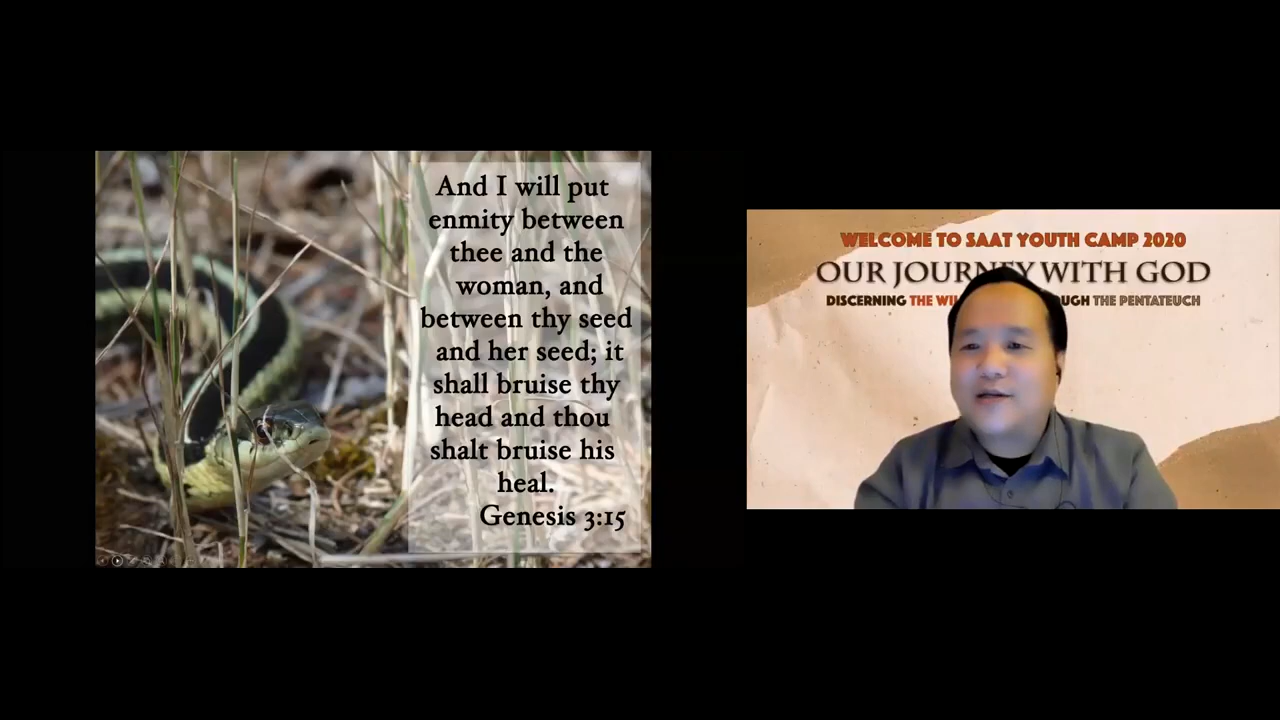 And I will put
enmity between
thee and the
woman, and
between thy seed
and her seed; it
shall bruise thy
head and thou
shalt bruise his
heal.
Genesis 3:15
WELCOME TO SAAT YOUTH CAMP 2020
OUR JOURNEY WITH GOD
DISCERNING THE THE PENTATEUCH